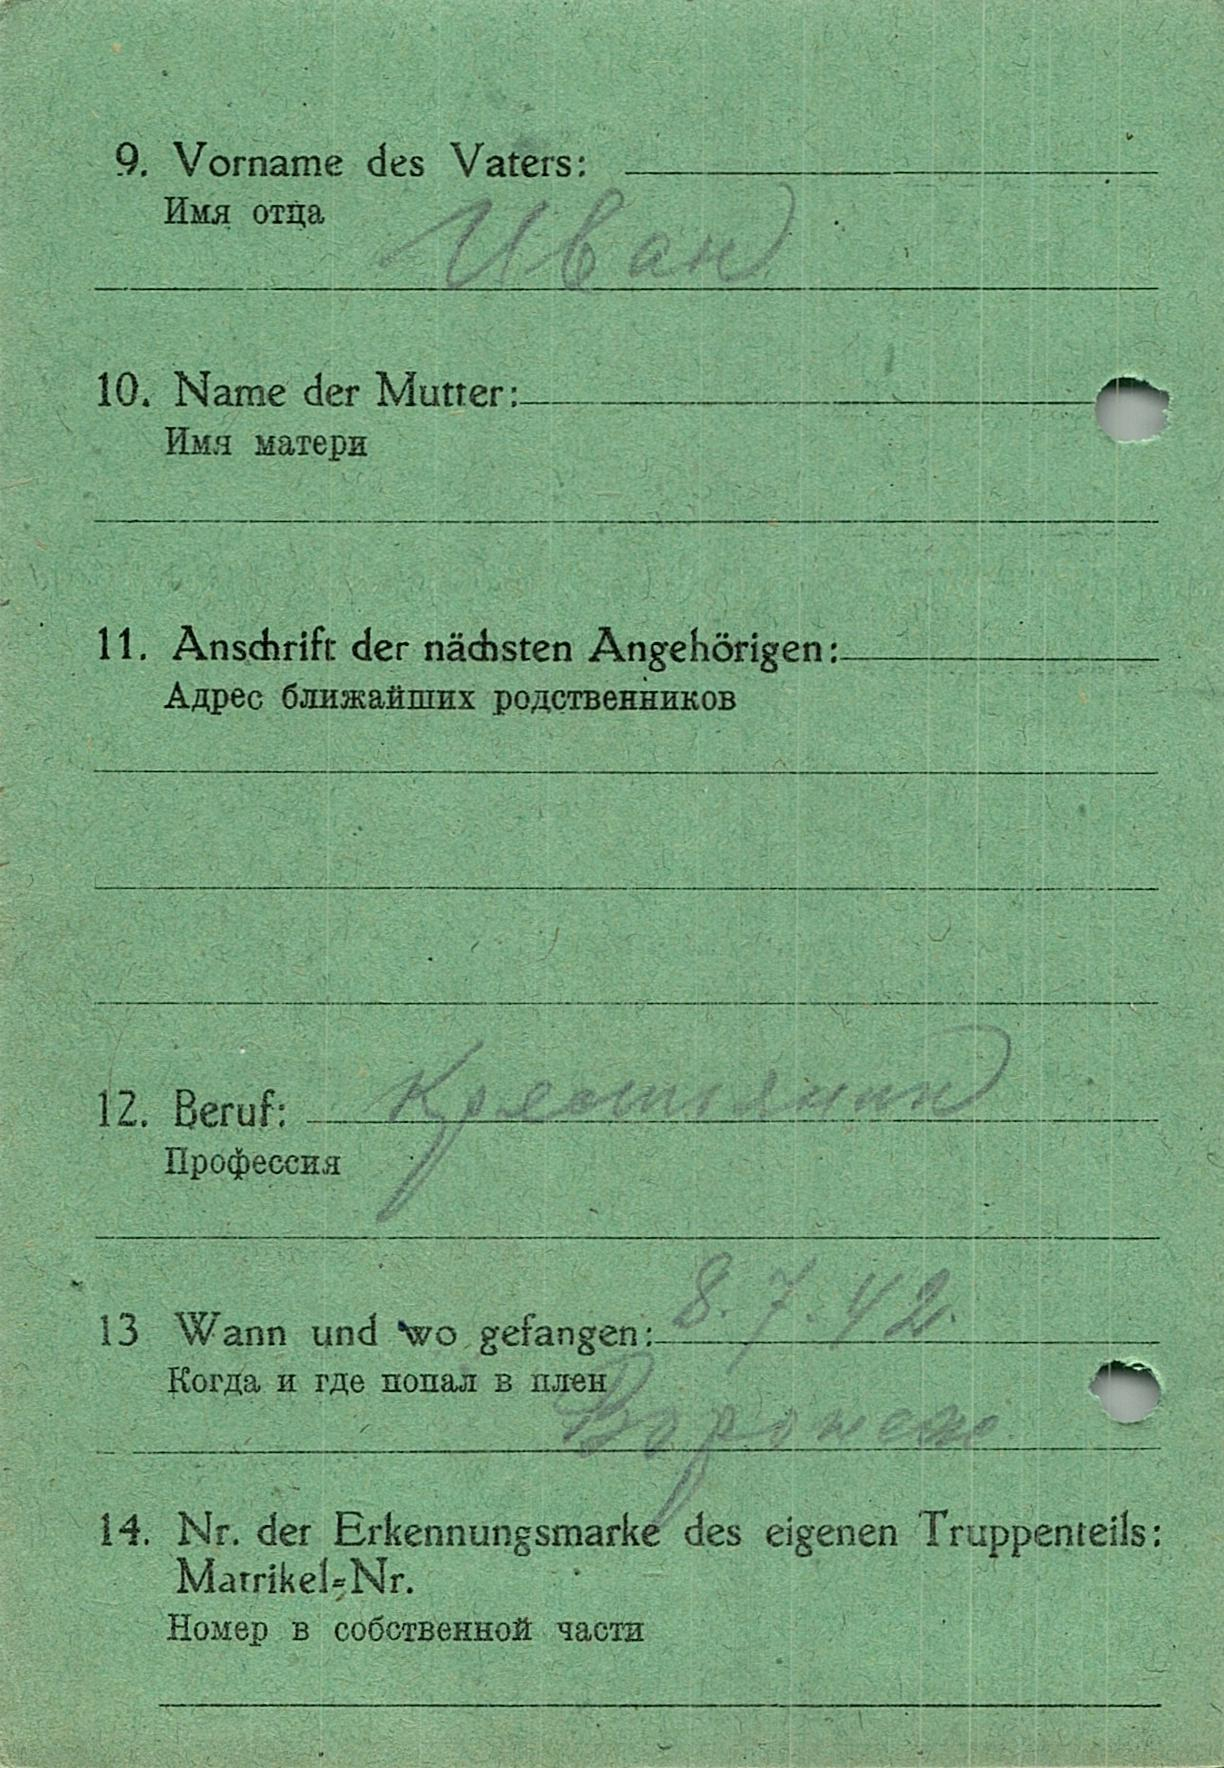 9. Vorname des Vaters:
Имя отца
Иван
10. Name der Mutter:
Имя матери
11. Anschrift der nächsten Angehörigen:
Адрес ближайших родственников
12. Beruf: крестьянин
Профессия
13 Wann und wo gefangen: 8.7.42.
Когда и где попал в плен
Воронеж
14. Nr. der Erkennungsmarke des eigenen Truppenteils:
Matrikel-Nr.
Номер в собственной части